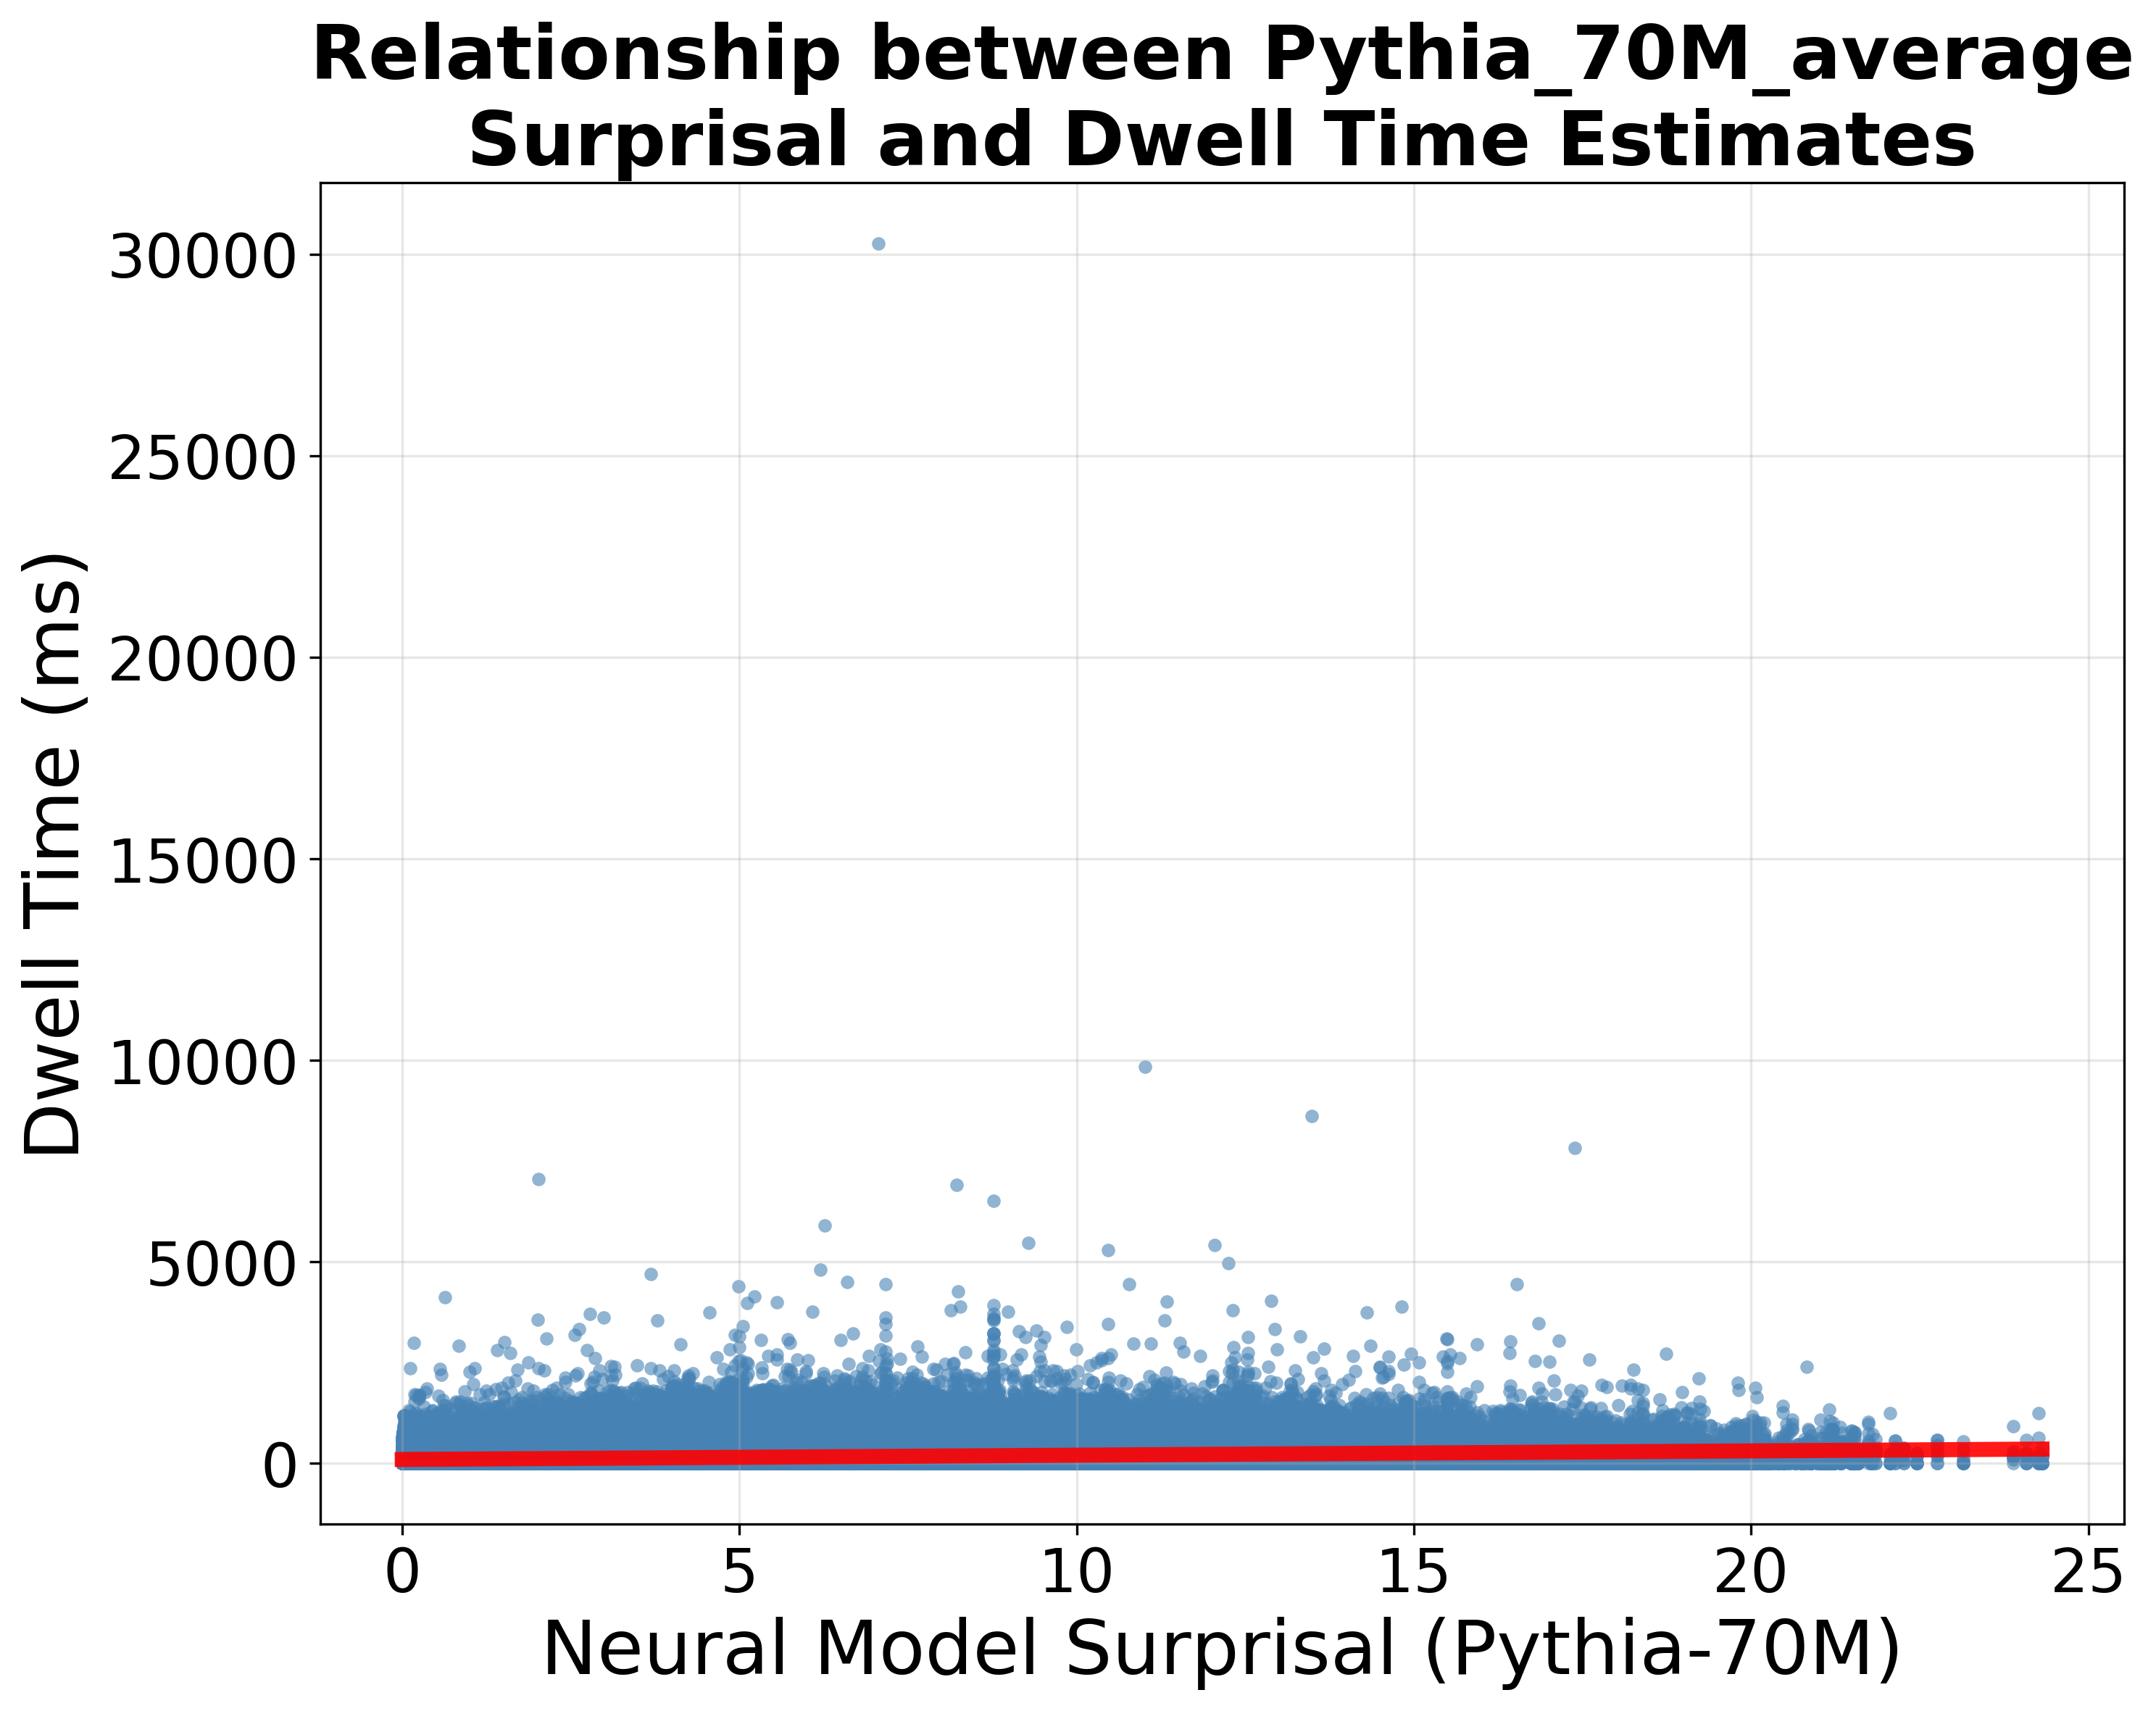 Relationship between Pythia_70M_average
Surprisal and Dwell Time Estimates
Dwell Time (ms)
30000
25000
20000
15000
10000
5000
0
0 5 10 15 20 25
Neural Model Surprisal (Pythia-70M)